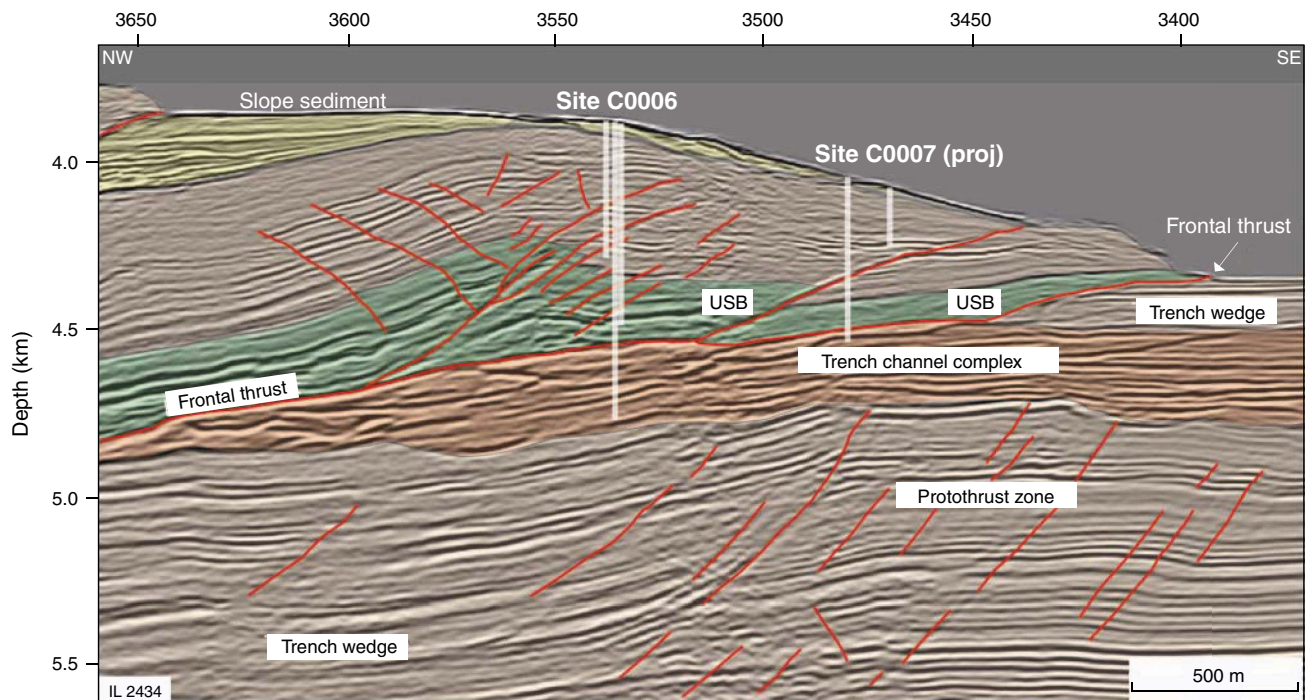 3650 3600 3550 3500 3450 3400
NW
SE
Slope sediment
Site C0006
Site C0007 (proj)
4.0
Frontal thrust
USB
USB
Trench wedge
4.5
Trench channel complex
Frontal thrust
Depth (km)
5.0
Protothrust zone
Trench wedge
5.5
500 m
IL 2434